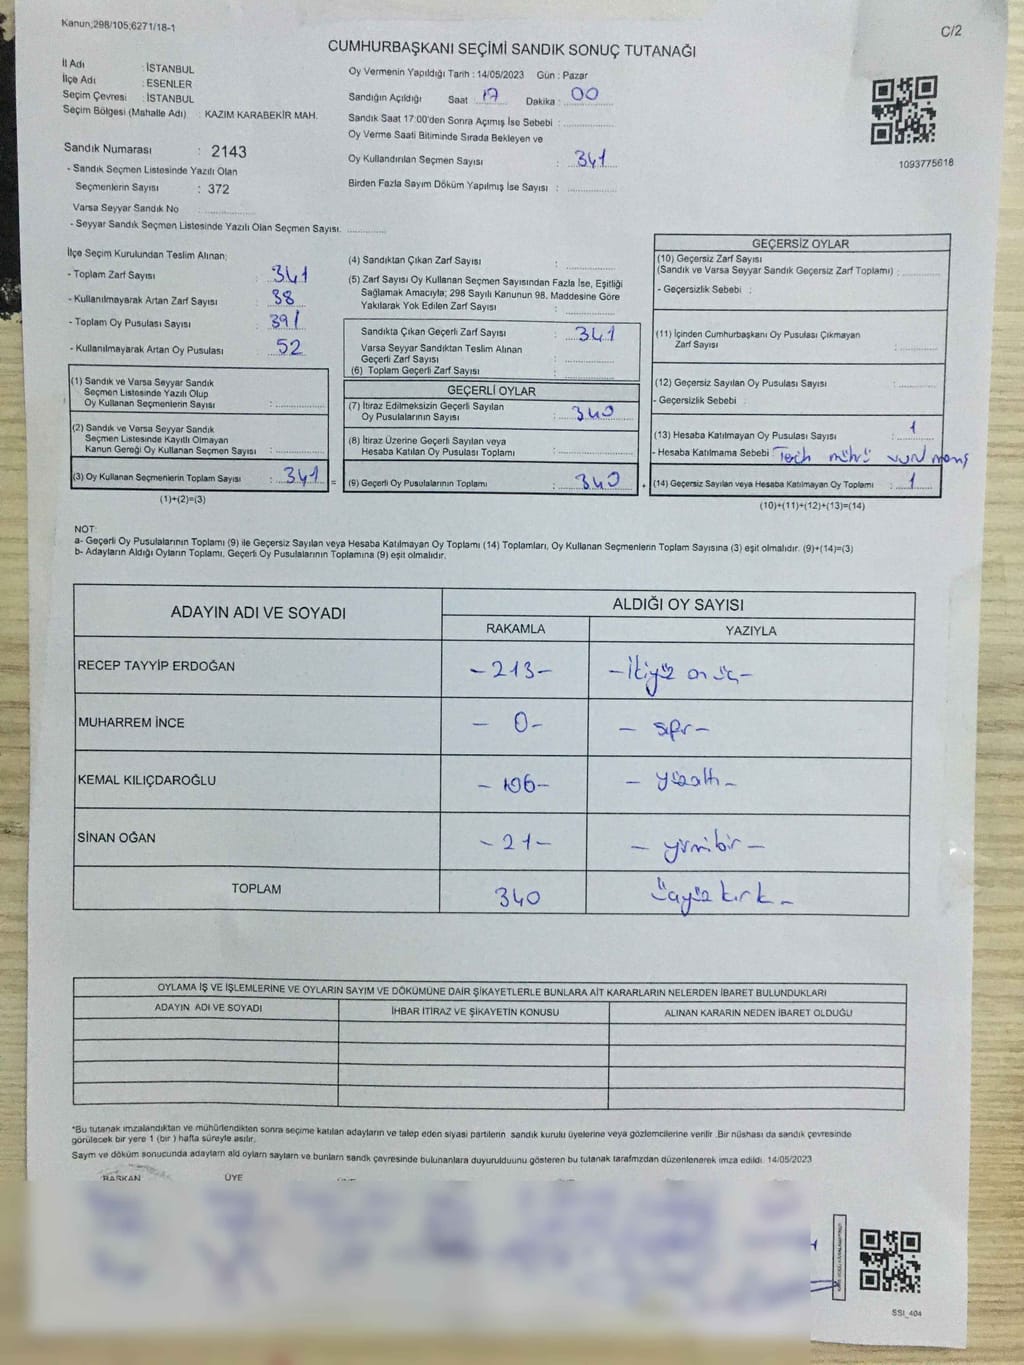 Kanun;298/105;6271/18-1
C/2
CUMHURBAŞKANI SEÇİMİ SANDIK SONUÇ TUTANAĞI
İl Adı : İSTANBUL
İlçe Adı : ESENLER
Seçim Çevresi : İSTANBUL
Seçim Bölgesi (Mahalle Adı) : KAZIM KARABEKİR MAH.
Sandık Numarası : 2143
- Sandık Seçmen Listesinde Yazılı Olan
Seçmenlerin Sayısı : 372
Varsa Seyyar Sandık No
- Seyyar Sandık Seçmen Listesinde Yazılı Olan Seçmen Sayısı.
Oy Vermenin Yapıldığı Tarih : 14/05/2023 Gün : Pazar
Sandığın Açıldığı Saat 17 Dakika : 00
Sandık Saat 17:00'den Sonra Açımış İse Sebebi :
Oy Verme Saati Bitiminde Sırada Bekleyen ve
Oy Kullandırılan Seçmen Sayısı : 341
Birden Fazla Sayım Döküm Yapılmış İse Sayısı :
1093775618
İlçe Seçim Kurulundan Teslim Alınan;
- Toplam Zarf Sayısı : 341
- Kullanılmayarak Artan Zarf Sayısı : 38
- Toplam Oy Pusulası Sayısı : 391
- Kullanılmayarak Artan Oy Pusulası : 52
(1) Sandık ve Varsa Seyyar Sandık
Seçmen Listesinde Yazılı Olup
Oy Kullanan Seçmenlerin Sayısı :
(2) Sandık ve Varsa Seyyar Sandık
Seçmen Listesinde Kayıtlı Olmayan
Kanun Gereği Oy Kullanan Seçmen Sayısı :
(3) Oy Kullanan Seçmenlerin Toplam Sayısı : 341 =
(1)+(2)=(3)
(4) Sandıktan Çıkan Zarf Sayısı :
(5) Zarf Sayısı Oy Kullanan Seçmen Sayısından Fazla İse, Eşitliği
Sağlamak Amacıyla; 298 Sayılı Kanunun 98. Maddesine Göre
Yakılarak Yok Edilen Zarf Sayısı :
Sandıkta Çıkan Geçerli Zarf Sayısı : 341
Varsa Seyyar Sandıktan Teslim Alınan
Geçerli Zarf Sayısı :
(6) Toplam Geçerli Zarf Sayısı :
GEÇERLİ OYLAR
(7) İtiraz Edilmeksizin Geçerli Sayılan
Oy Pusulalarının Sayısı : 340
(8) İtiraz Üzerine Geçerli Sayılan veya
Hesaba Katılan Oy Pusulası Toplamı :
(9) Geçerli Oy Pusulalarının Toplamı : 340 +
GEÇERSİZ OYLAR
(10) Geçersiz Zarf Sayısı
(Sandık ve Varsa Seyyar Sandık Geçersiz Zarf Toplamı) :
- Geçersizlik Sebebi :
(11) İçinden Cumhurbaşkanı Oy Pusulası Çıkmayan
Zarf Sayısı :
(12) Geçersiz Sayılan Oy Pusulası Sayısı :
- Geçersizlik Sebebi :
(13) Hesaba Katılmayan Oy Pusulası Sayısı : 1
- Hesaba Katılmama Sebebi : Terch mührü vurulmamış
(14) Geçersiz Sayılan veya Hesaba Katılmayan Oy Toplamı : 1
(10)+(11)+(12)+(13)=(14)
NOT:
a- Geçerli Oy Pusulalarının Toplamı (9) ile Geçersiz Sayılan veya Hesaba Katılmayan Oy Toplamı (14) Toplamları, Oy Kullanan Seçmenlerin Toplam Sayısına (3) eşit olmalıdır. (9)+(14)=(3)
b- Adayların Aldığı Oyların Toplamı, Geçerli Oy Pusulalarının Toplamına (9) eşit olmalıdır.
ADAYIN ADI VE SOYADI
ALDIĞI OY SAYISI
RAKAMLA
YAZIYLA
RECEP TAYYİP ERDOĞAN -213- -ikiyüz onüç-
MUHARREM İNCE - 0- - sıfır -
KEMAL KILIÇDAROĞLU - 106- - yüzaltı -
SİNAN OĞAN - 21- - yirmibir -
TOPLAM 340 üçyüz kırk -
OYLAMA İŞ VE İŞLEMLERİNE VE OYLARIN SAYIM VE DÖKÜMÜNE DAİR ŞİKAYETLERLE BUNLARA AİT KARARLARIN NELERDEN İBARET BULUNDUKLARI
ADAYIN ADI VE SOYADI
İHBAR İTİRAZ VE ŞİKAYETİN KONUSU
ALINAN KARARIN NEDEN İBARET OLDUĞU
*Bu tutanak imzalandıktan ve mühürlendikten sonra seçime katılan adayların ve talep eden siyasi partilerin sandık kurulu üyelerine veya gözlemcilerine verilir .Bir nüshası da sandık çevresinde
görülecek bir yere 1 (bir ) hafta süreyle asılır.
Sayım ve döküm sonucunda adayların ald oyların sayları ve bunların sandk çevresinde bulunanlara duyurulduunu gösteren bu tutanak tarafmzdan düzenlenerek imza edildi. 14/05/2023
BAŞKAN
ÜYE
SSI_404